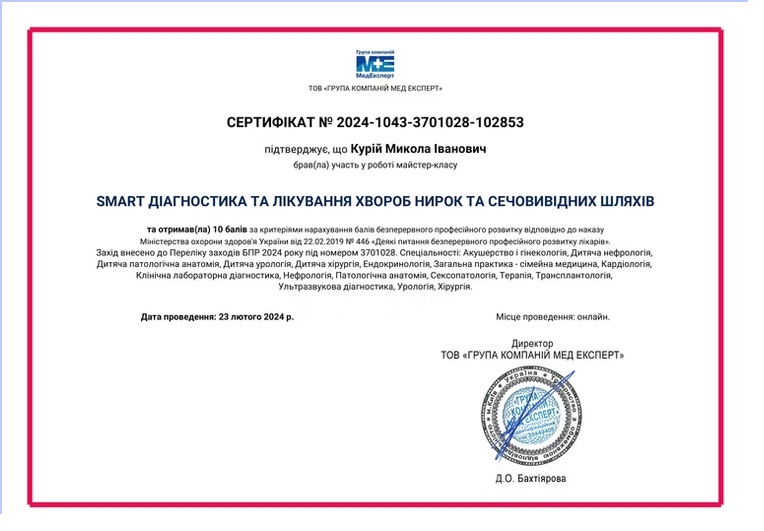 Група компаній
МЕ
МедЕксперт
ТОВ «ГРУПА КОМПАНІЙ МЕД ЕКСПЕРТ»
СЕРТИФІКАТ № 2024-1043-3701028-102853
підтверджує, що Курій Микола Іванович
брав(ла) участь у роботі майстер-класу
SMART ДІАГНОСТИКА ТА ЛІКУВАННЯ ХВОРОБ НИРОК ТА СЕЧОВИВІДНИХ ШЛЯХІВ
та отримав(ла) 10 балів за критеріями нарахування балів безперервного професійного розвитку відповідно до наказу
Міністерства охорони здоров'я України від 22.02.2019 № 446 «Деякі питання безперервного професійного розвитку лікарів».
Захід внесено до Переліку заходів БПР 2024 року під номером 3701028. Спеціальності: Акушерство і гінекологія, Дитяча нефрологія,
Дитяча патологічна анатомія, Дитяча урологія, Дитяча хірургія, Ендокринологія, Загальна практика - сімейна медицина, Кардіологія,
Клінічна лабораторна діагностика, Нефрологія, Патологічна анатомія, Сексопатологія, Терапія, Трансплантологія,
Ультразвукова діагностика, Урологія, Хірургія.
Дата проведення: 23 лютого 2024 р.
Місце проведення: онлайн.
Директор
ТОВ «ГРУПА КОМПАНІЙ МЕД ЕКСПЕРТ»
м.Київ * Україна * Товариство з обмеженою відповідальністю
«ГРУПА
КОМПАНІЙ
МЕД ЕКСПЕРТ»
Д.О. Бахтіярова